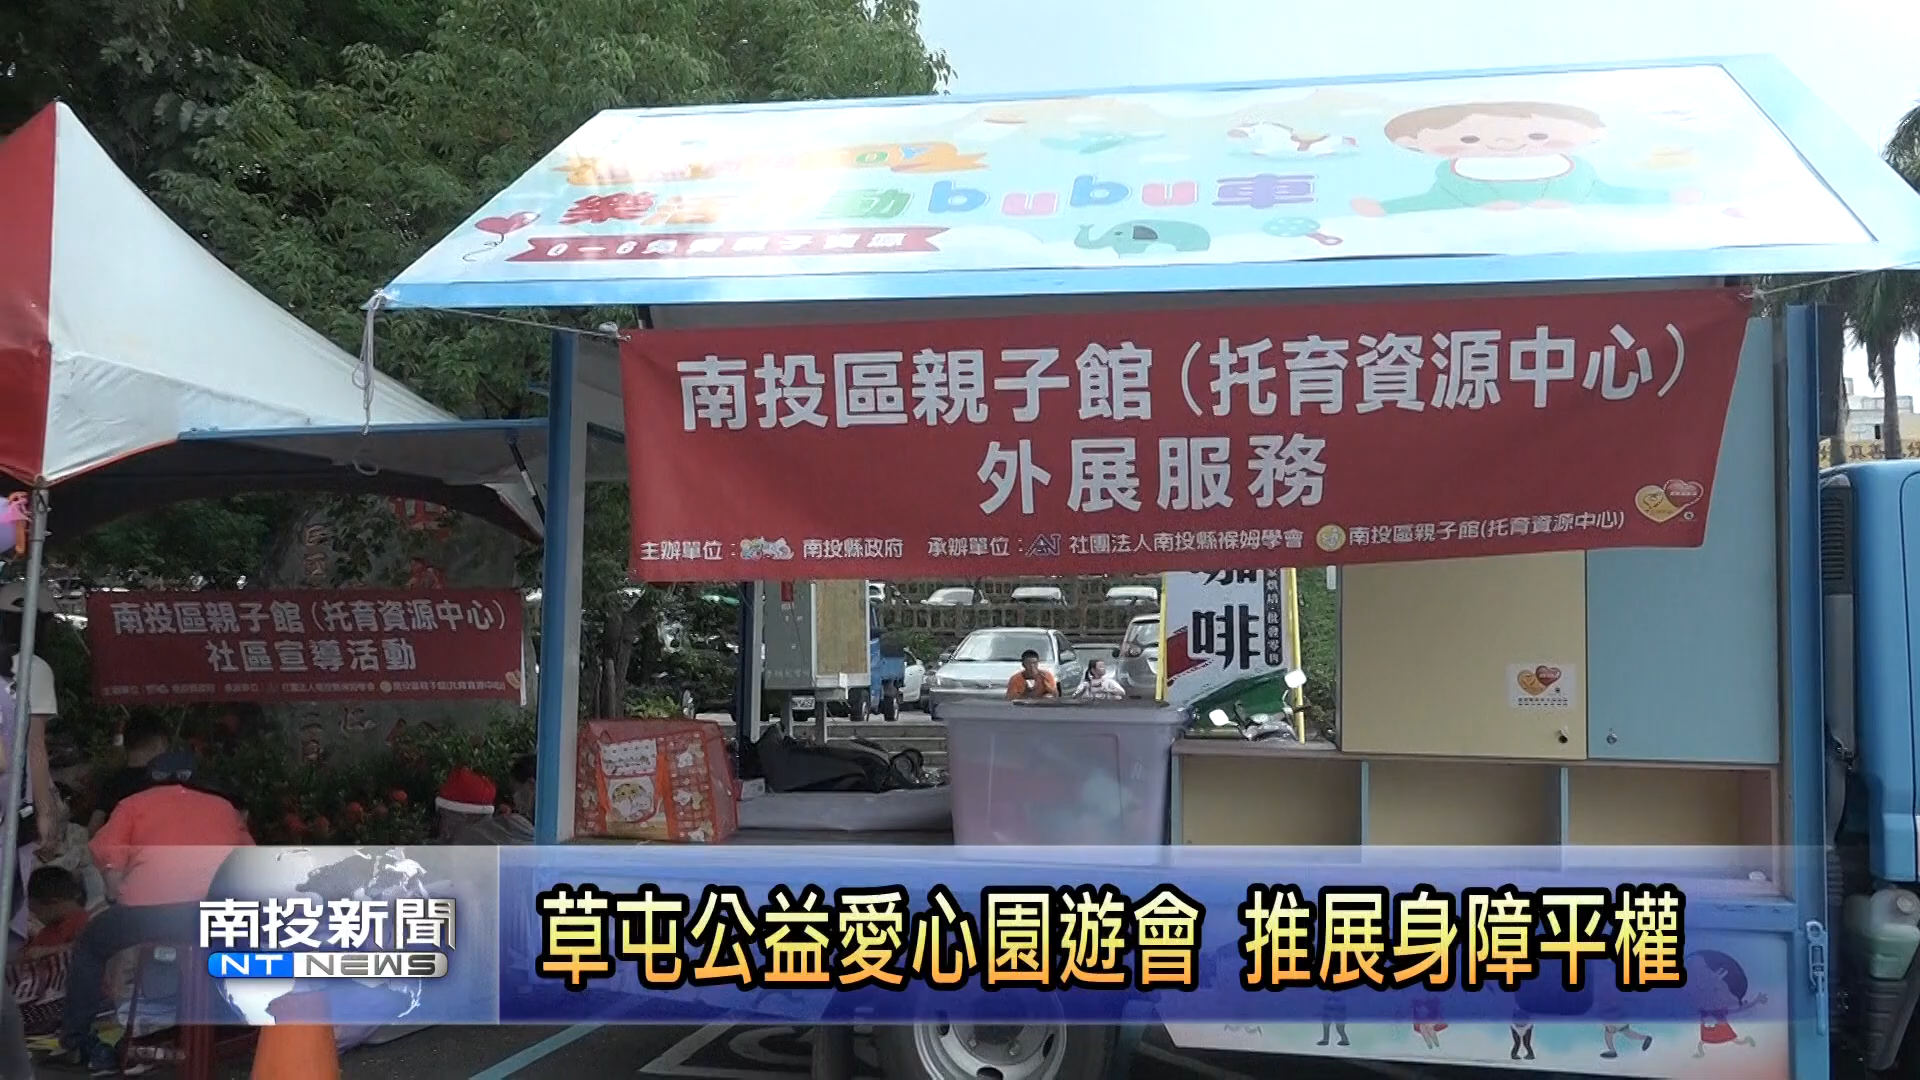 樂活行動bubu車
0-6免費親子資源
南投區親子館(托育資源中心)
外展服務
主辦單位: 南投縣政府 承辦單位: 社團法人南投縣褓姆學會 南投區親子館(托育資源中心)
南投區親子館(托育資源中心)
社區宣導活動
咖啡
南投新聞
NT NEWS
草屯公益愛心園遊會 推展身障平權